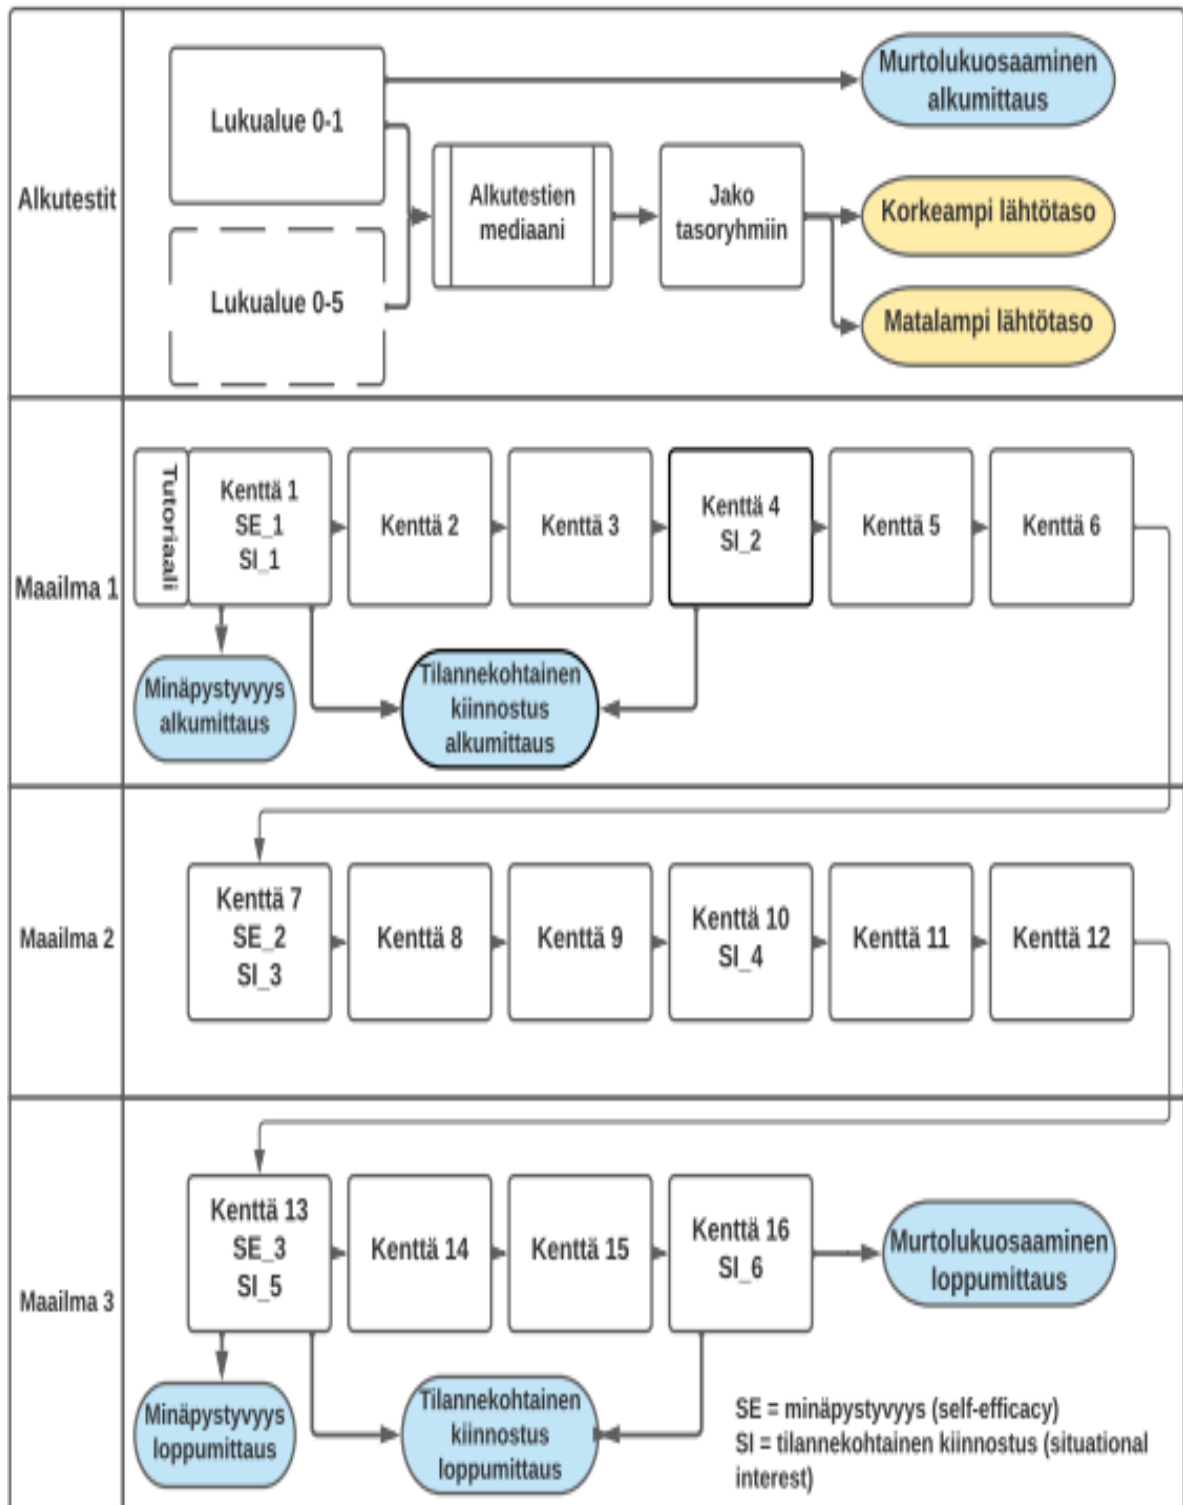 Alkutestit
Lukualue 0-1
Murtolukuosaaminen
alkumittaus
Alkutestien
mediaani
Jako
tasoryhmiin
Korkeampi lähtötaso
Lukualue 0-5
Matalampi lähtötaso
Maailma 1
Tutoriaali
Kenttä 1
SE_1
SI_1
Kenttä 2
Kenttä 3
Kenttä 4
SI_2
Kenttä 5
Kenttä 6
Minäpystyvyys
alkumittaus
Tilannekohtainen
kiinnostus
alkumittaus
Maailma 2
Kenttä 7
SE_2
SI_3
Kenttä 8
Kenttä 9
Kenttä 10
SI_4
Kenttä 11
Kenttä 12
Maailma 3
Kenttä 13
SE_3
SI_5
Kenttä 14
Kenttä 15
Kenttä 16
SI_6
Murtolukuosaaminen
loppumittaus
Minäpystyvyys
loppumittaus
Tilannekohtainen
kiinnostus
loppumittaus
SE = minäpystyvyys (self-efficacy)
SI = tilannekohtainen kiinnostus (situational
interest)